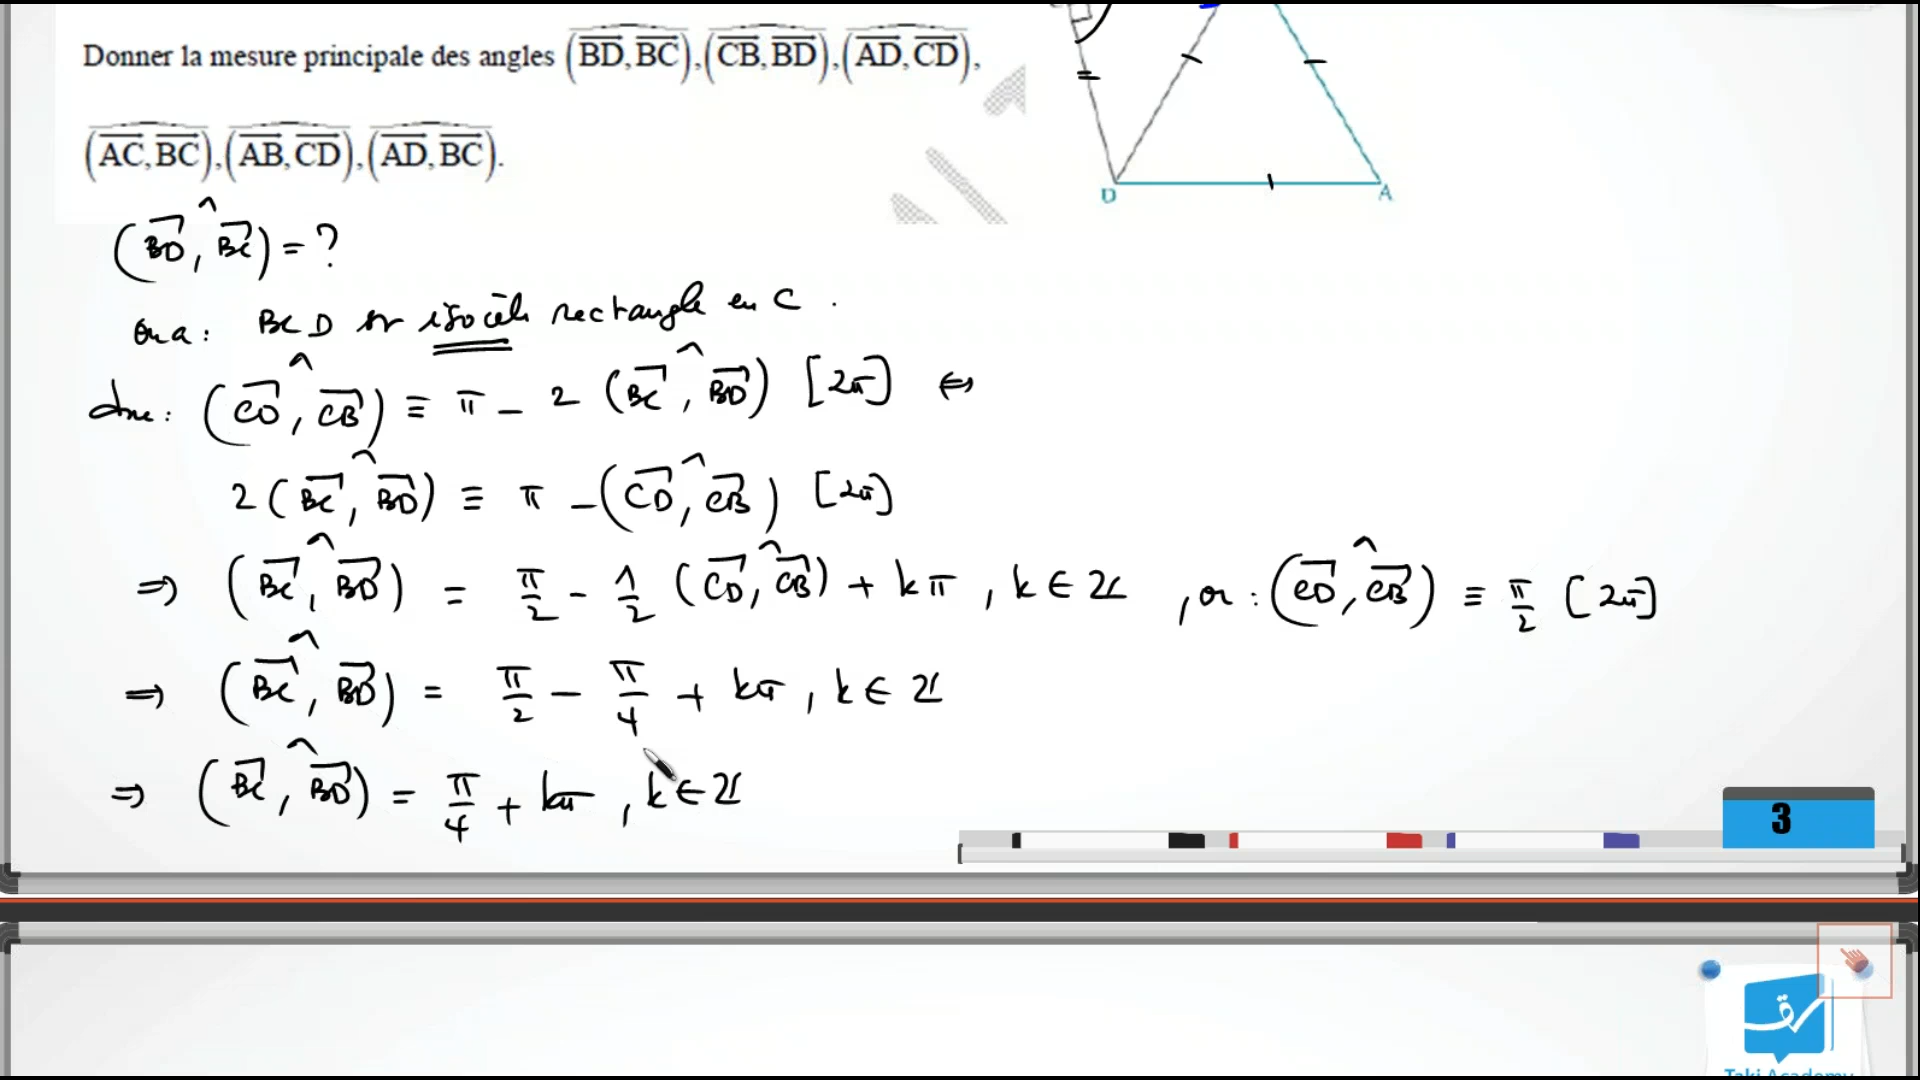 Donner la mesure principale des angles (BD, BC), (CB, BD), (AD, CD),
(AC, BC), (AB, CD), (AD, BC).
D
A
(BD, BC) = ?
on a : BCD est isocèle rectangle en C .
donc : (CD, CB) ≡ π - 2 (BC, BD) [2π] ⇔
2 (BC, BD) ≡ π - (CD, CB) [2π]
⇒ (BC, BD) = π/2 - 1/2 (CD, CB) + kπ , k ∈ Z , or : (CD, CB) ≡ π/2 [2π]
⇒ (BC, BD) = π/2 - π/4 + kπ , k ∈ Z
⇒ (BC, BD) = π/4 + kπ , k ∈ Z
3
Taki Academy